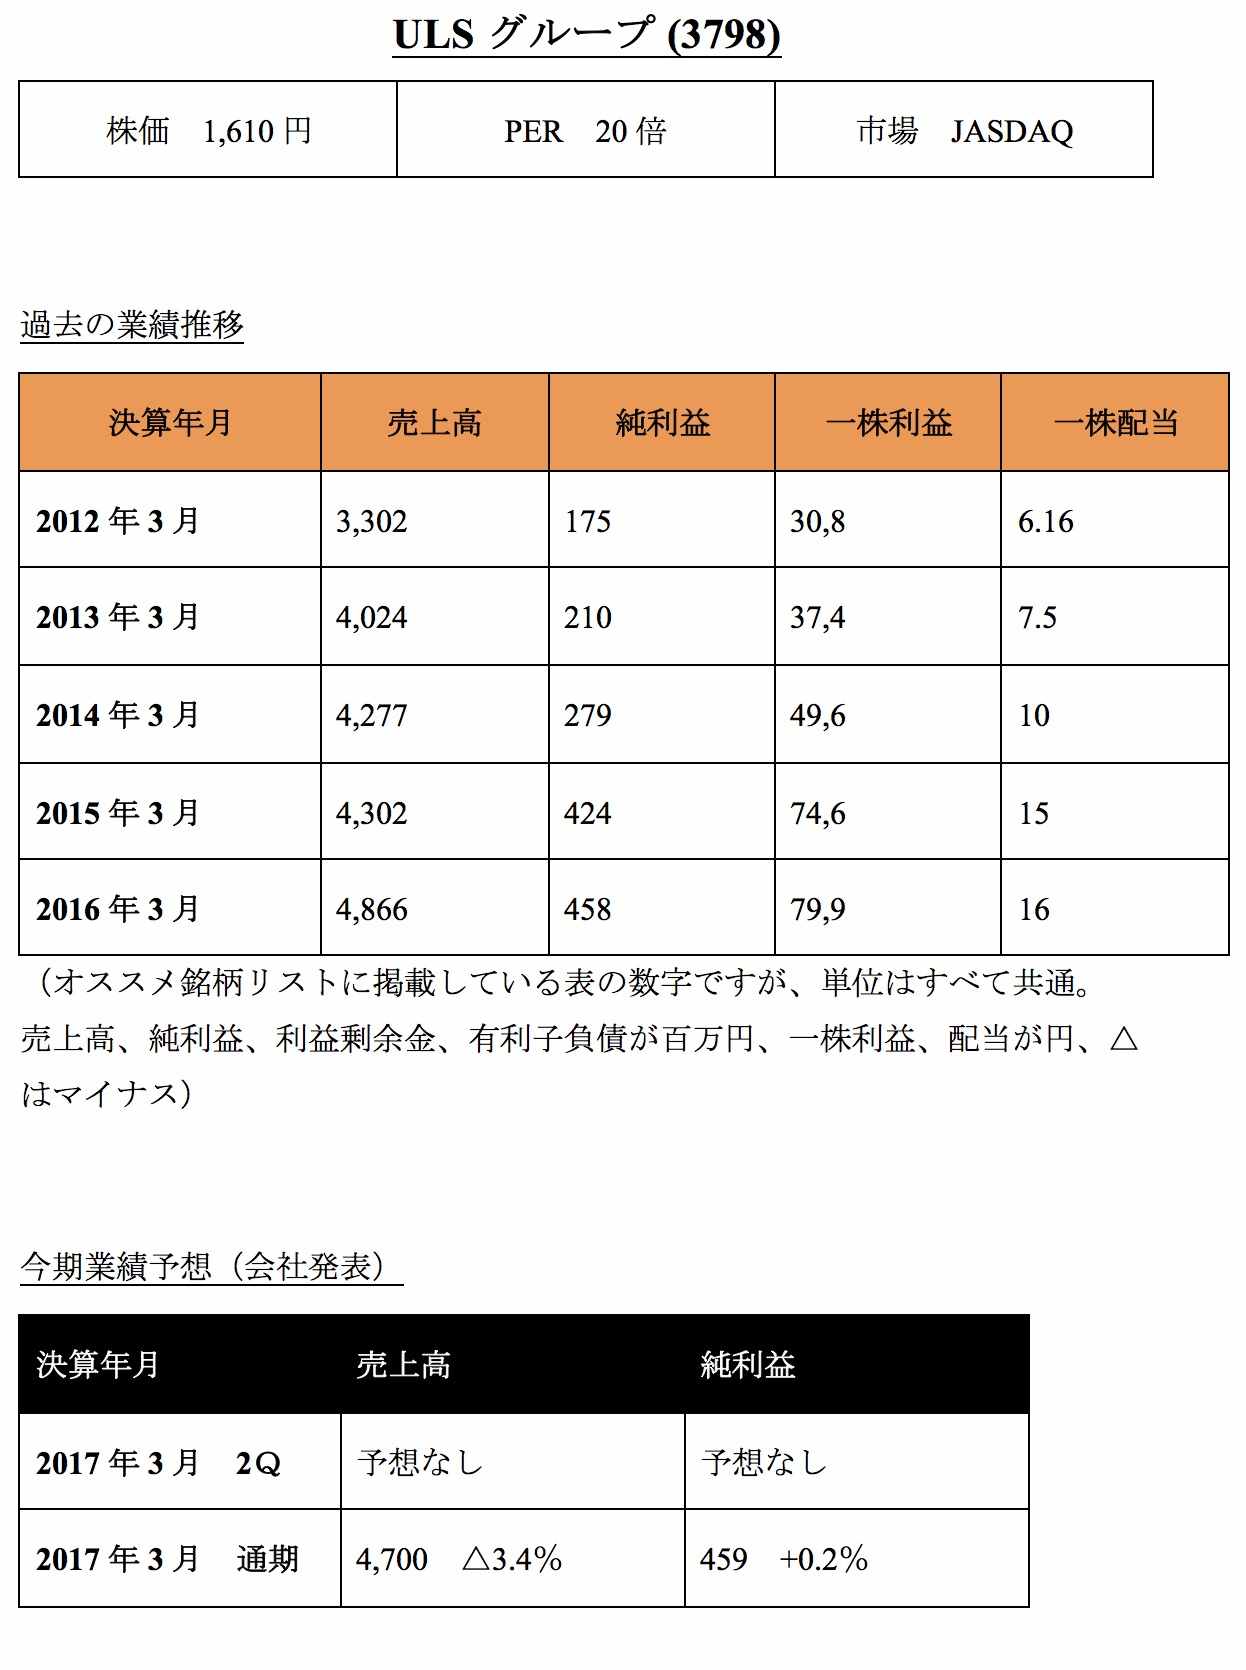 ULS グループ (3798)
株価　1,610 円　PER　20 倍　市場　JASDAQ
過去の業績推移
決算年月　売上高　純利益　一株利益　一株配当
2012 年 3 月　3,302　175　30,8　6.16
2013 年 3 月　4,024　210　37,4　7.5
2014 年 3 月　4,277　279　49,6　10
2015 年 3 月　4,302　424　74,6　15
2016 年 3 月　4,866　458　79,9　16
（オススメ銘柄リストに掲載している表の数字ですが、単位はすべて共通。
売上高、純利益、利益剰余金、有利子負債が百万円、一株利益、配当が円、△
はマイナス）
今期業績予想（会社発表）
決算年月　売上高　純利益
2017 年 3 月　2Ｑ　予想なし　予想なし
2017 年 3 月　通期　4,700　△3.4％　459　+0.2％